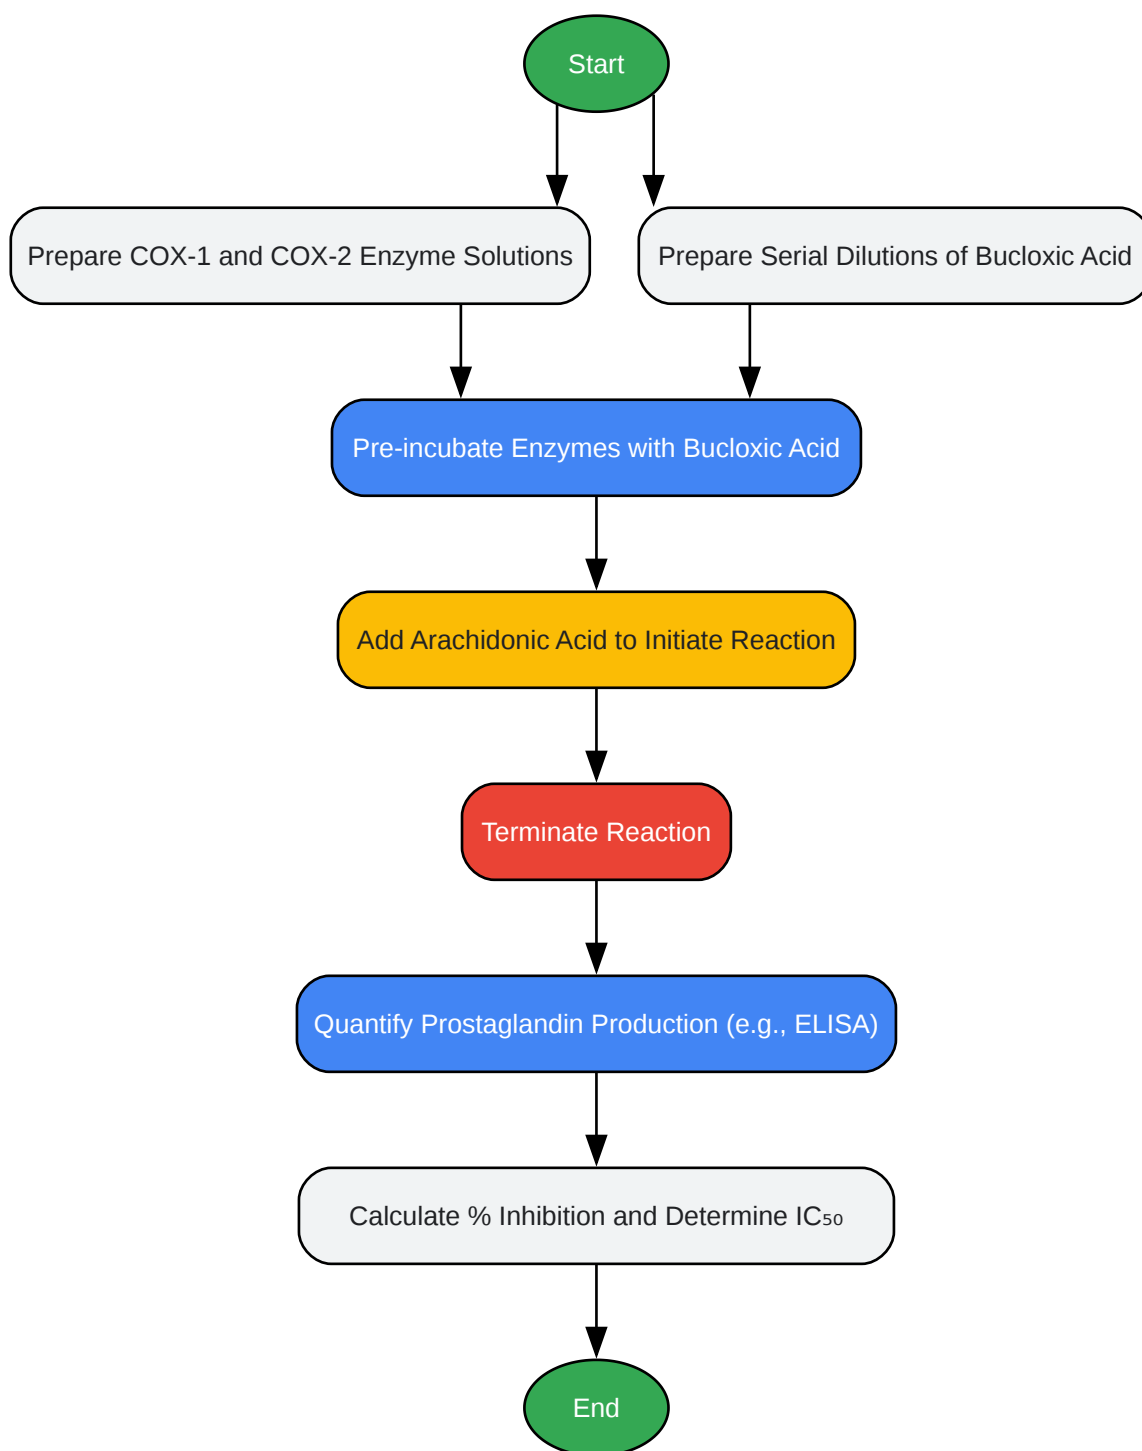 Start
Prepare COX-1 and COX-2 Enzyme Solutions
Prepare Serial Dilutions of Bucloxic Acid
Pre-incubate Enzymes with Bucloxic Acid
Add Arachidonic Acid to Initiate Reaction
Terminate Reaction
Quantify Prostaglandin Production (e.g., ELISA)
Calculate % Inhibition and Determine IC₅₀
End